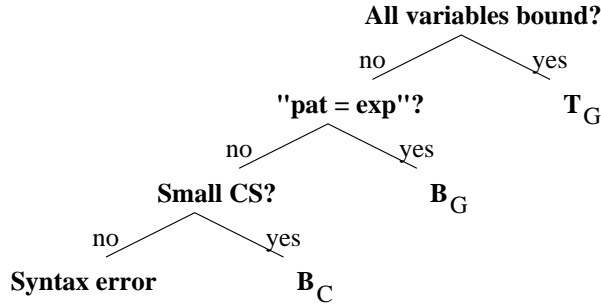 All variables bound?
no yes
"pat = exp"? T_G
no yes
Small CS? B_G
no yes
Syntax error B_C